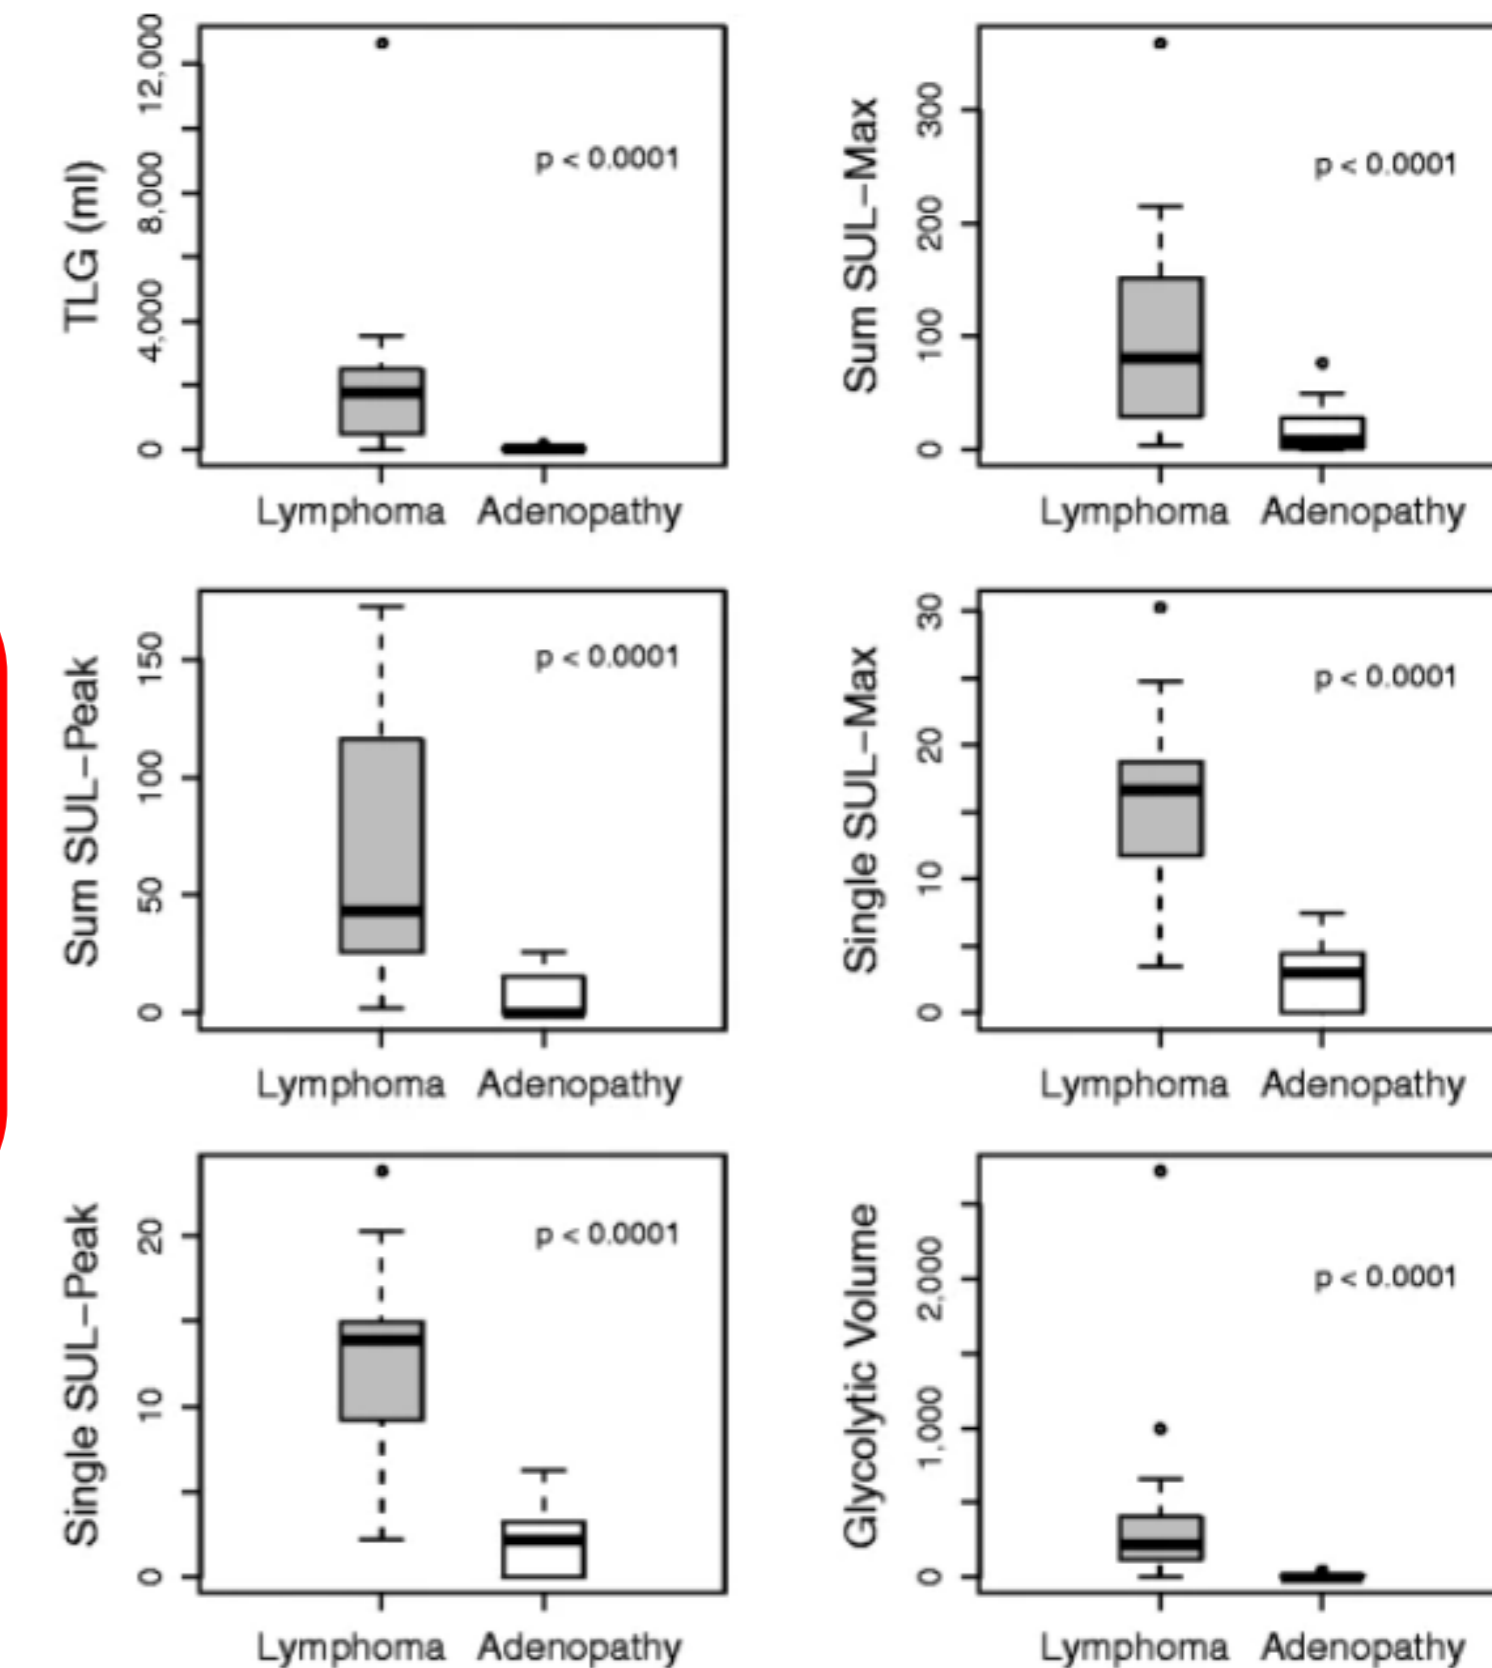 TLG (ml)
12,000
8,000
4,000
0
p < 0.0001
Lymphoma Adenopathy
Sum SUL-Max
300
200
100
0
p < 0.0001
Lymphoma Adenopathy
Sum SUL-Peak
150
100
50
0
p < 0.0001
Lymphoma Adenopathy
Single SUL-Max
30
20
10
0
p < 0.0001
Lymphoma Adenopathy
Single SUL-Peak
20
10
0
p < 0.0001
Lymphoma Adenopathy
Glycolytic Volume
2,000
1,000
0
p < 0.0001
Lymphoma Adenopathy